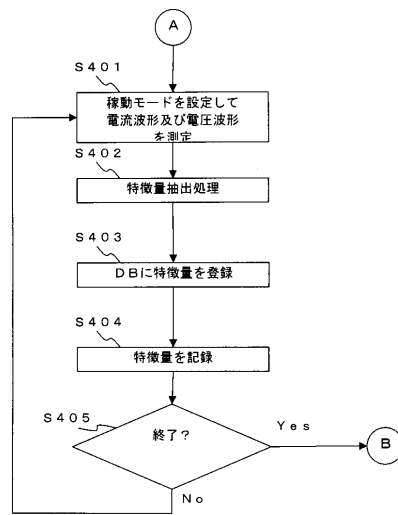 A
S401
稼動モードを設定して
電流波形及び電圧波形
を測定
S402
特徴量抽出処理
S403
DBに特徴量を登録
S404
特徴量を記録
S405
終了?
Yes
B
No